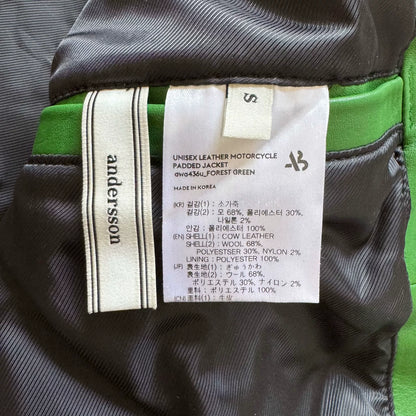 andersson
S
UNISEX LEATHER MOTORCYCLE
PADDED JACKET
awa436u_FOREST GREEN
MADE IN KOREA
(KR) 겉감(1) : 소가죽
겉감(2) : 모 68%, 폴리에스터 30%,
나일론 2%
안감 : 폴리에스터 100%
(EN) SHELL(1) : COW LEATHER
SHELL(2) : WOOL 68%,
POLYESTSER 30%, NYLON 2%
LINING : POLYESTER 100%
(JP) 表生地(1) : ぎゅうかわ
表生地(2) : ウール 68%,
ポリエステル 30%, ナイロン 2%
裏料 : ポリエステル 100%
(CN) 面料(1) : 牛皮